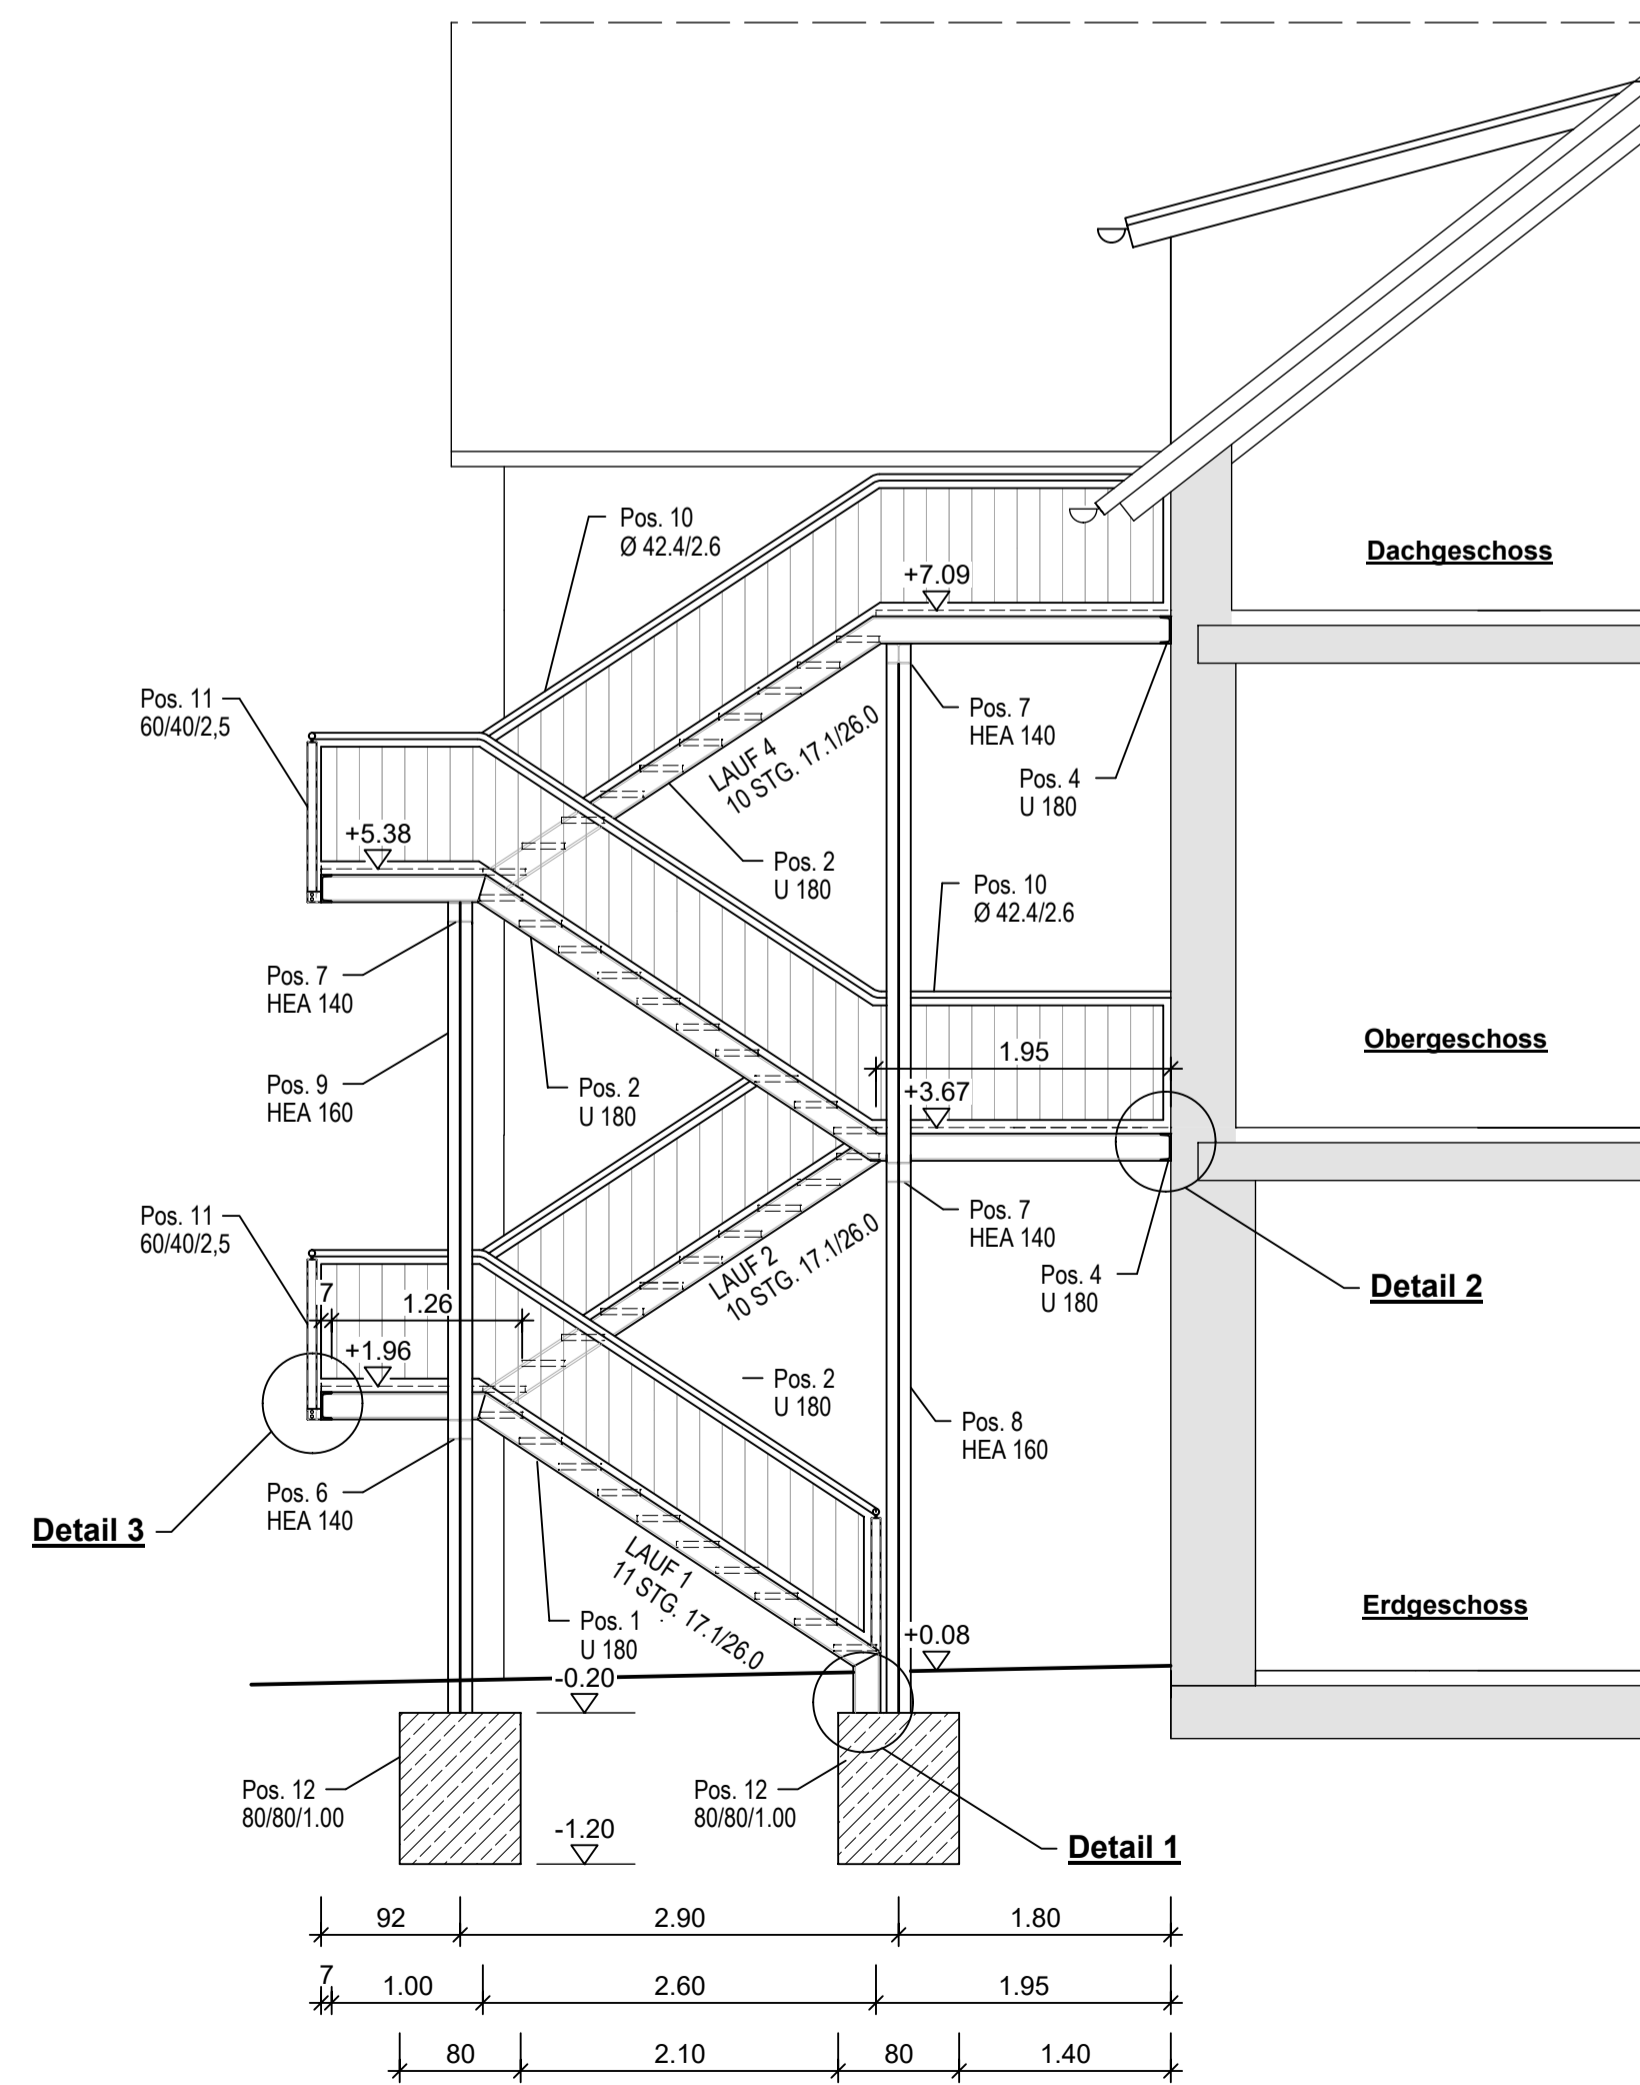 Pos. 10
Ø 42.4/2.6
Dachgeschoss
+7.09
Pos. 11
60/40/2,5
Pos. 7
HEA 140
LAUF 4
10 STG. 17.1/26.0
Pos. 4
U 180
+5.38
Pos. 2
U 180
Pos. 10
Ø 42.4/2.6
Pos. 7
HEA 140
Obergeschoss
1.95
Pos. 9
HEA 160
Pos. 2
U 180
+3.67
Pos. 11
60/40/2,5
Pos. 7
HEA 140
LAUF 2
10 STG. 17.1/26.0
Pos. 4
U 180
Detail 2
7
1.26
+1.96
Pos. 2
U 180
Pos. 8
HEA 160
Pos. 6
HEA 140
Detail 3
LAUF 1
11 STG. 17.1/26.0
Erdgeschoss
Pos. 1
U 180
+0.08
-0.20
Pos. 12
80/80/1.00
Pos. 12
80/80/1.00
-1.20
Detail 1
92 2.90 1.80
7 1.00 2.60 1.95
80 2.10 80 1.40